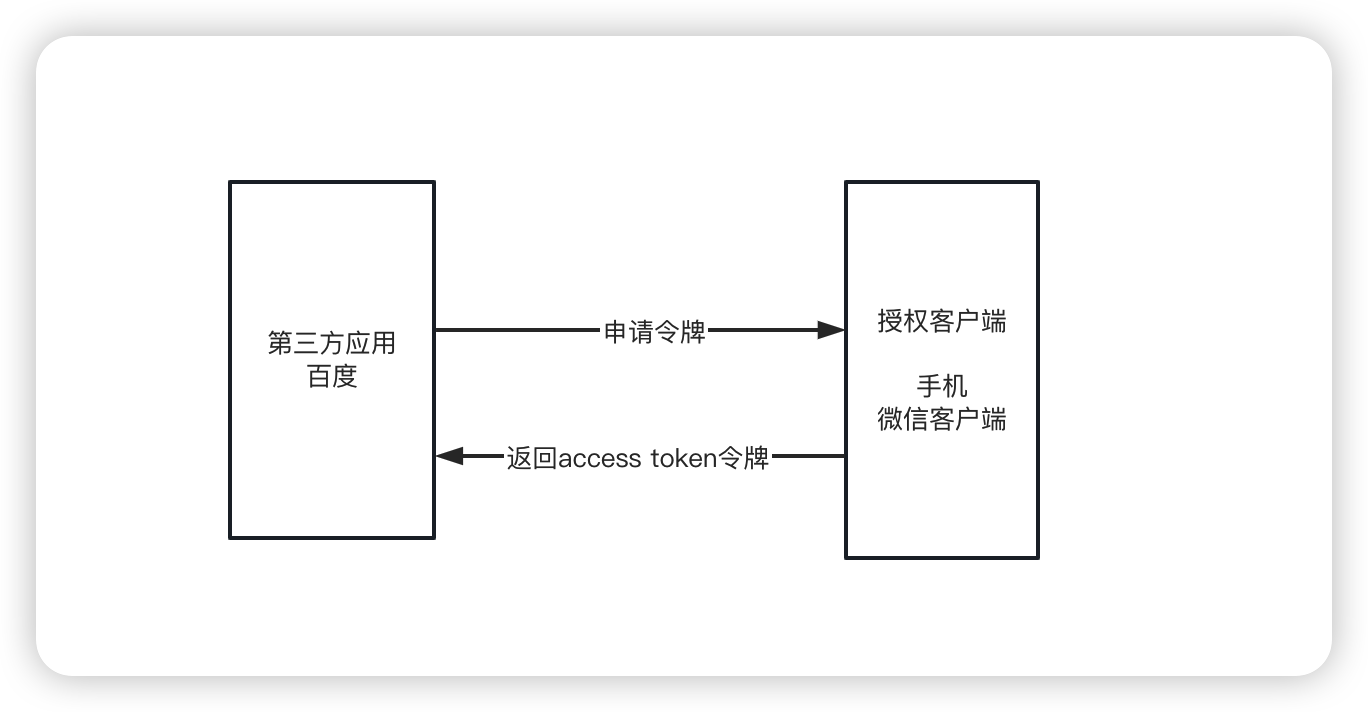 第三方应用
百度
申请令牌
返回access token令牌
授权客户端
手机
微信客户端